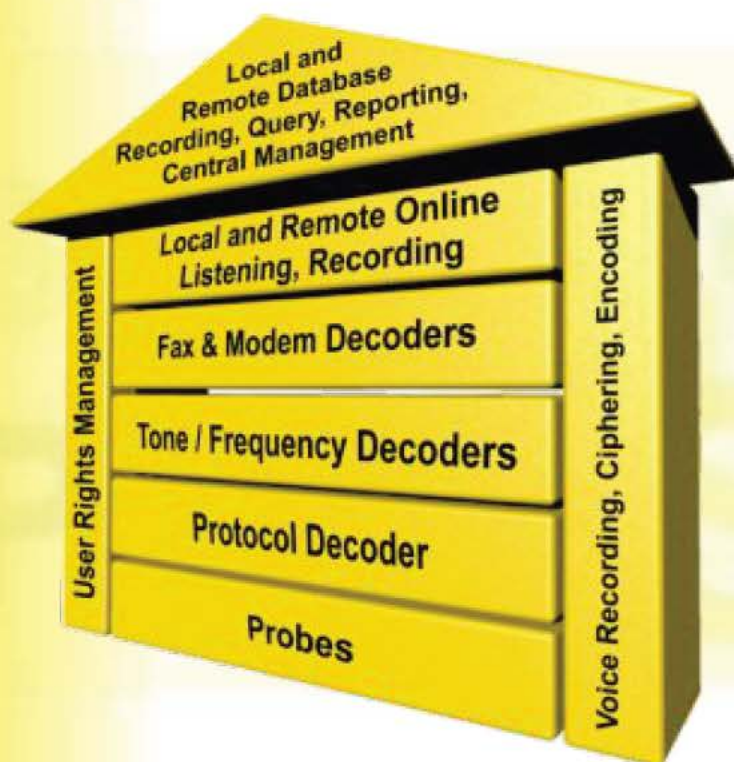 Local and
Remote Database
Recording, Query, Reporting,
Central Management
User Rights Management
Local and Remote Online
Listening, Recording
Fax & Modem Decoders
Tone / Frequency Decoders
Protocol Decoder
Probes
Voice Recording, Ciphering, Encoding